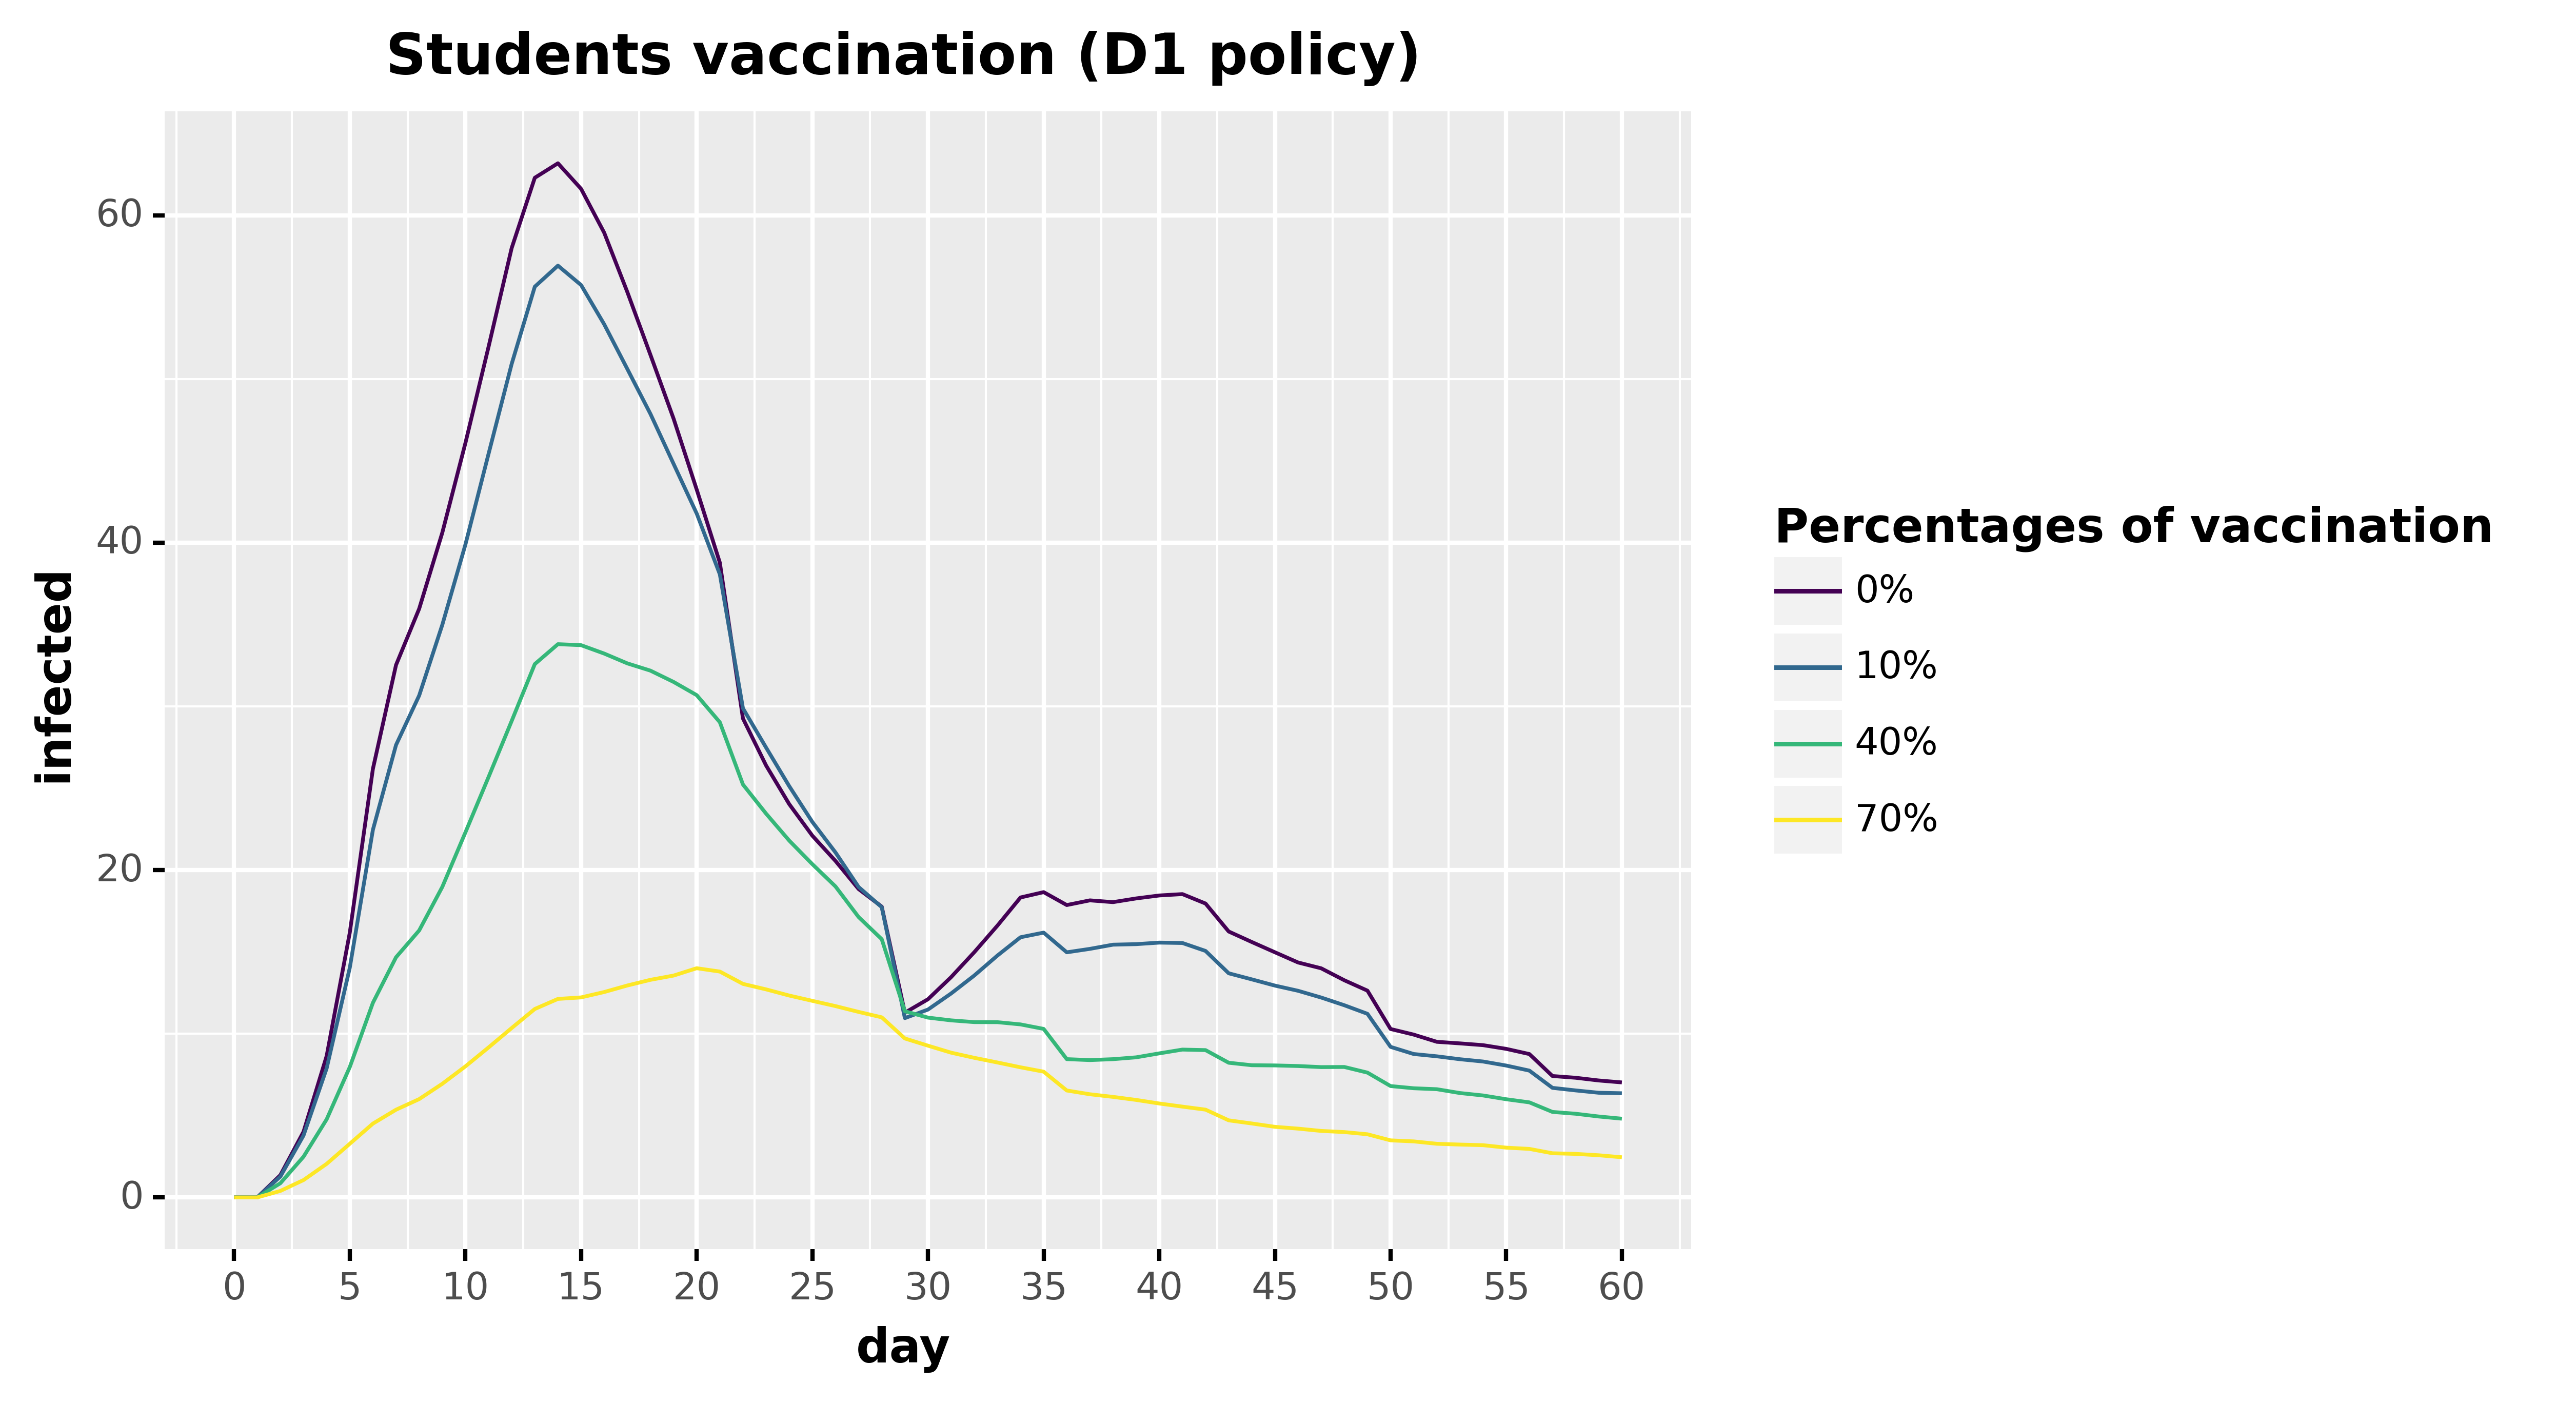 Students vaccination (D1 policy)
60
40
20
0
infected
0 5 10 15 20 25 30 35 40 45 50 55 60
day
Percentages of vaccination
0%
10%
40%
70%